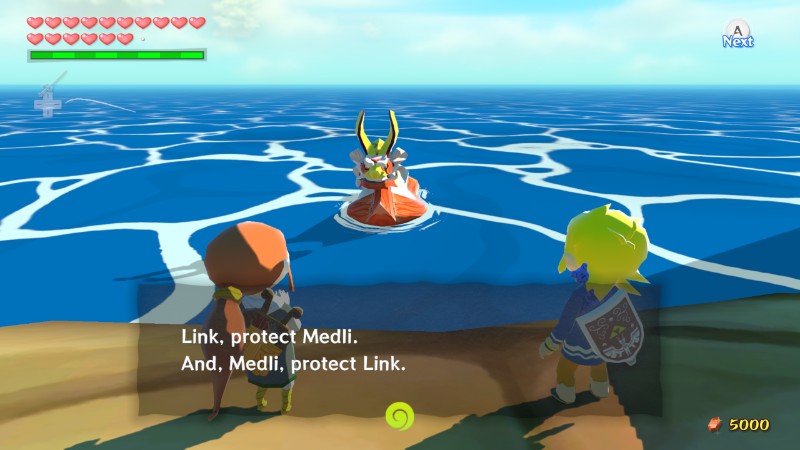 A
Next
Link, protect Medli.
And, Medli, protect Link.
5000